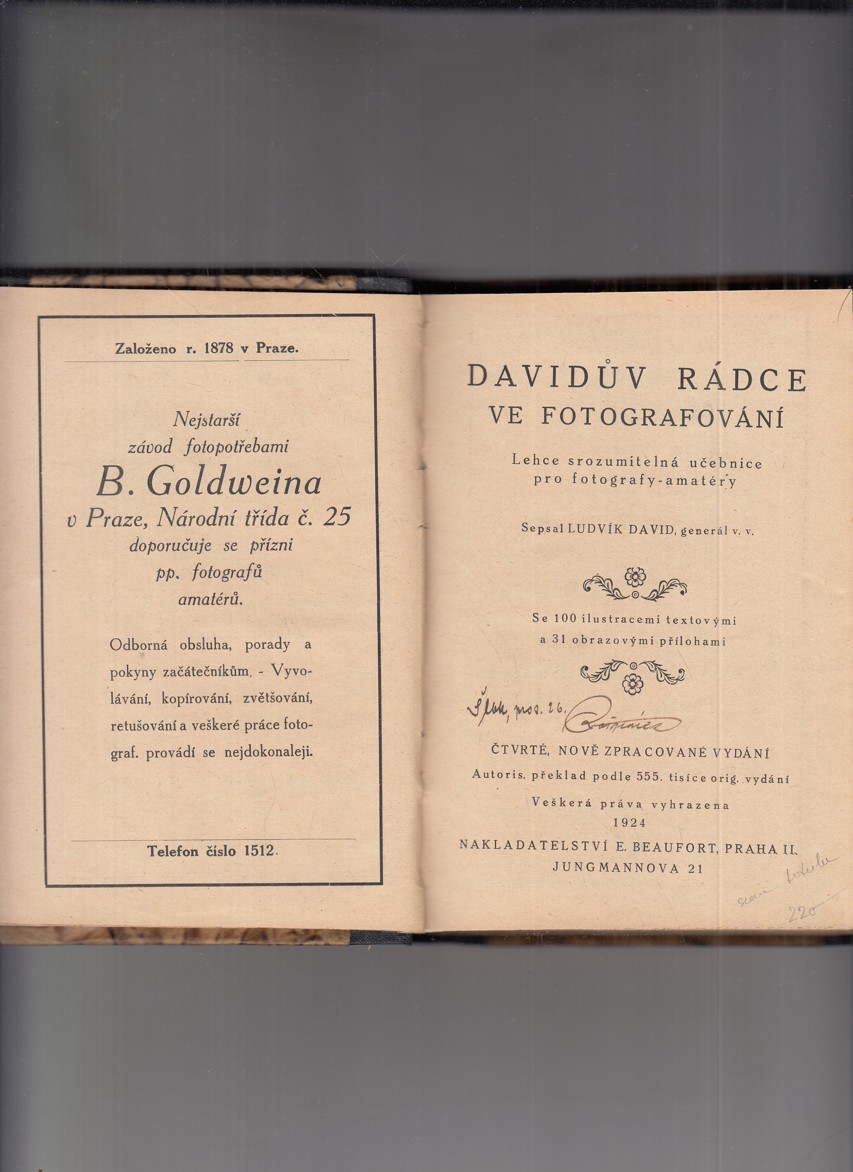 Založeno r. 1878 v Praze.
Nejstarší
závod fotopotřebami
B. Goldweina
v Praze, Národní třída č. 25
doporučuje se přízni
pp. fotografů
amatérů.
Odborná obsluha, porady a
pokyny začátečníkům. - Vyvo-
lávání, kopírování, zvětšování,
retušování a veškeré práce foto-
graf. provádí se nejdokonaleji.
Telefon číslo 1512.
DAVIDŮV RÁDCE
VE FOTOGRAFOVÁNÍ
Lehce srozumitelná učebnice
pro fotografy-amatéry
Sepsal LUDVÍK DAVID, generál v. v.
Se 100 ilustracemi textovými
a 31 obrazovými přílohami
26.
ČTVRTÉ, NOVĚ ZPRACOVANÉ VYDÁNÍ
Autoris. překlad podle 555. tisíce orig. vydání
Veškerá práva vyhrazena
1924
NAKLADATELSTVÍ E. BEAUFORT, PRAHA II.
JUNGMANNOVA 21
220